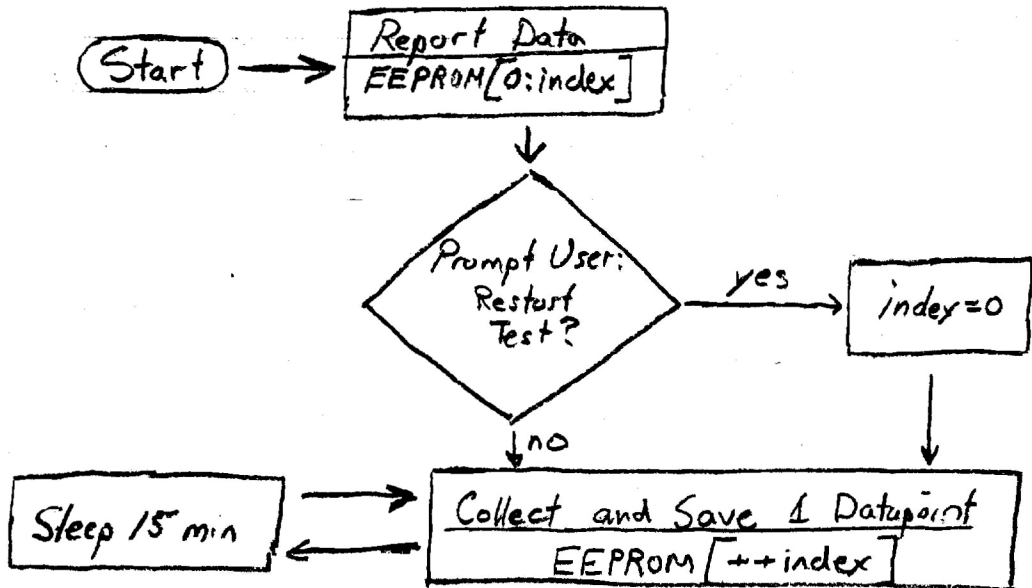 Start
Report Data
EEPROM[0:index]
Prompt User:
Restart
Test?
yes
index=0
no
Sleep 15 min
Collect and Save 1 Datapoint
EEPROM[++index]